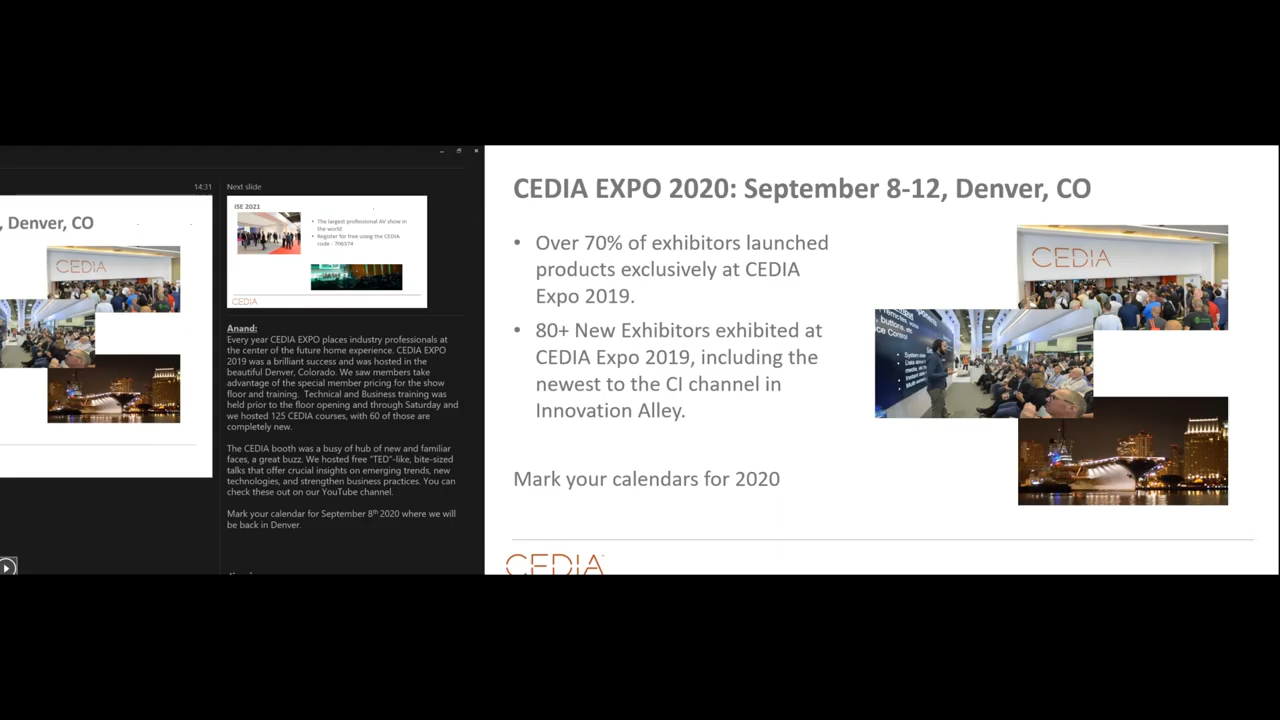 14:31
, Denver, CO
CEDIA
Next slide
ISE 2021
• The largest professional AV show in
the world
• Register for free using the CEDIA
code - 706374
CEDIA
Anand:
Every year CEDIA EXPO places industry professionals at
the center of the future home experience. CEDIA EXPO
2019 was a brilliant success and was hosted in the
beautiful Denver, Colorado. We saw members take
advantage of the special member pricing for the show
floor and training. Technical and Business training was
held prior to the floor opening and through Saturday and
we hosted 125 CEDIA courses, with 60 of those are
completely new.
The CEDIA booth was a busy of hub of new and familiar
faces, a great buzz. We hosted free "TED"-like, bite-sized
talks that offer crucial insights on emerging trends, new
technologies, and strengthen business practices. You can
check these out on our YouTube channel.
Mark your calendar for September 8th 2020 where we will
be back in Denver.
CEDIA EXPO 2020: September 8-12, Denver, CO
• Over 70% of exhibitors launched
products exclusively at CEDIA
Expo 2019.
• 80+ New Exhibitors exhibited at
CEDIA Expo 2019, including the
newest to the CI channel in
Innovation Alley.
Mark your calendars for 2020
CEDIA
buttons, etc
ce Control
CEDIA